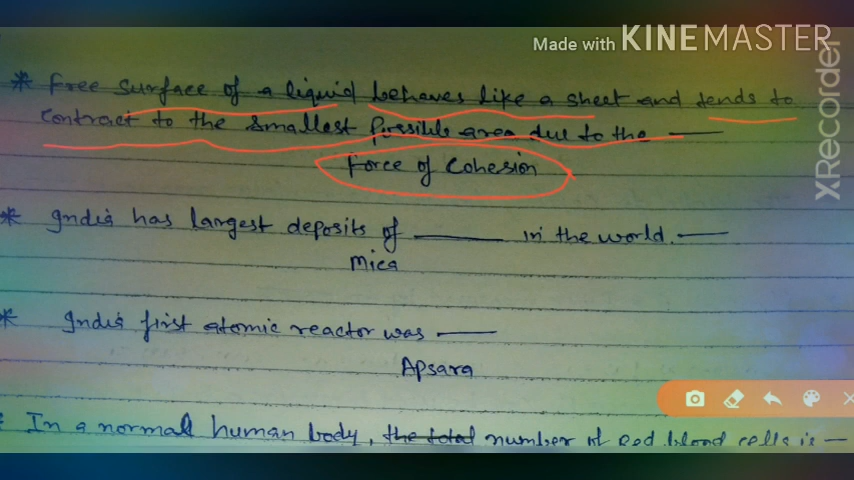 Made with KINEMASTER
XRecorder
* Free surface of a liquid behaves like a sheet and tends to
contract to the smallest possible area due to the —
Force of Cohesion
* India has largest deposits of ______ in the world. —
Mica
* India first atomic reactor was —
Apsara
* In a normal human body, the total number of red blood cells is —